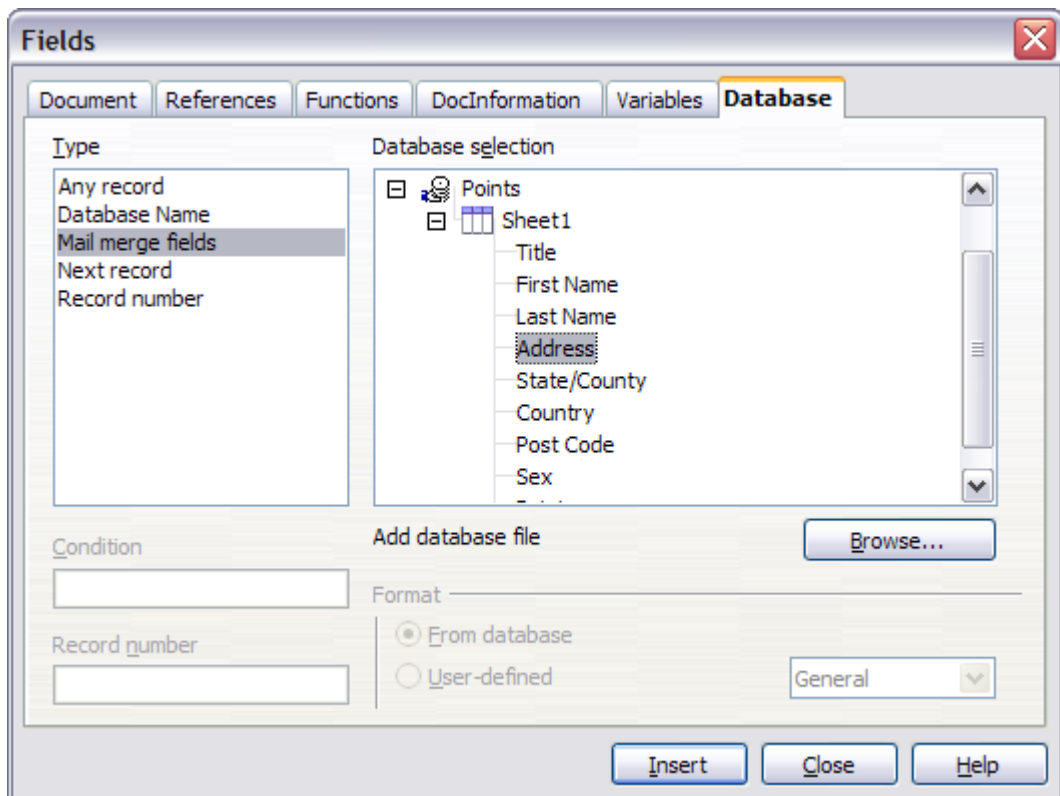 Fields
Document References Functions DocInformation Variables Database
Type
Any record
Database Name
Mail merge fields
Next record
Record number
Database selection
Points
Sheet1
Title
First Name
Last Name
Address
State/County
Country
Post Code
Sex
Condition
Record number
Add database file
Browse...
Format
From database
User-defined
General
Insert Close Help